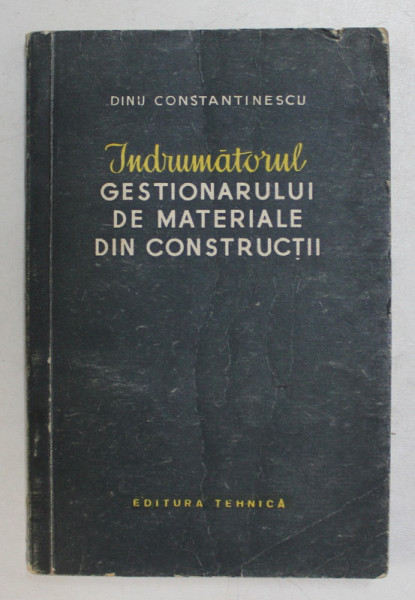 DINU CONSTANTINESCU
Indrumătorul
GESTIONARULUI
DE MATERIALE
DIN CONSTRUCȚII
EDITURA TEHNICĂ